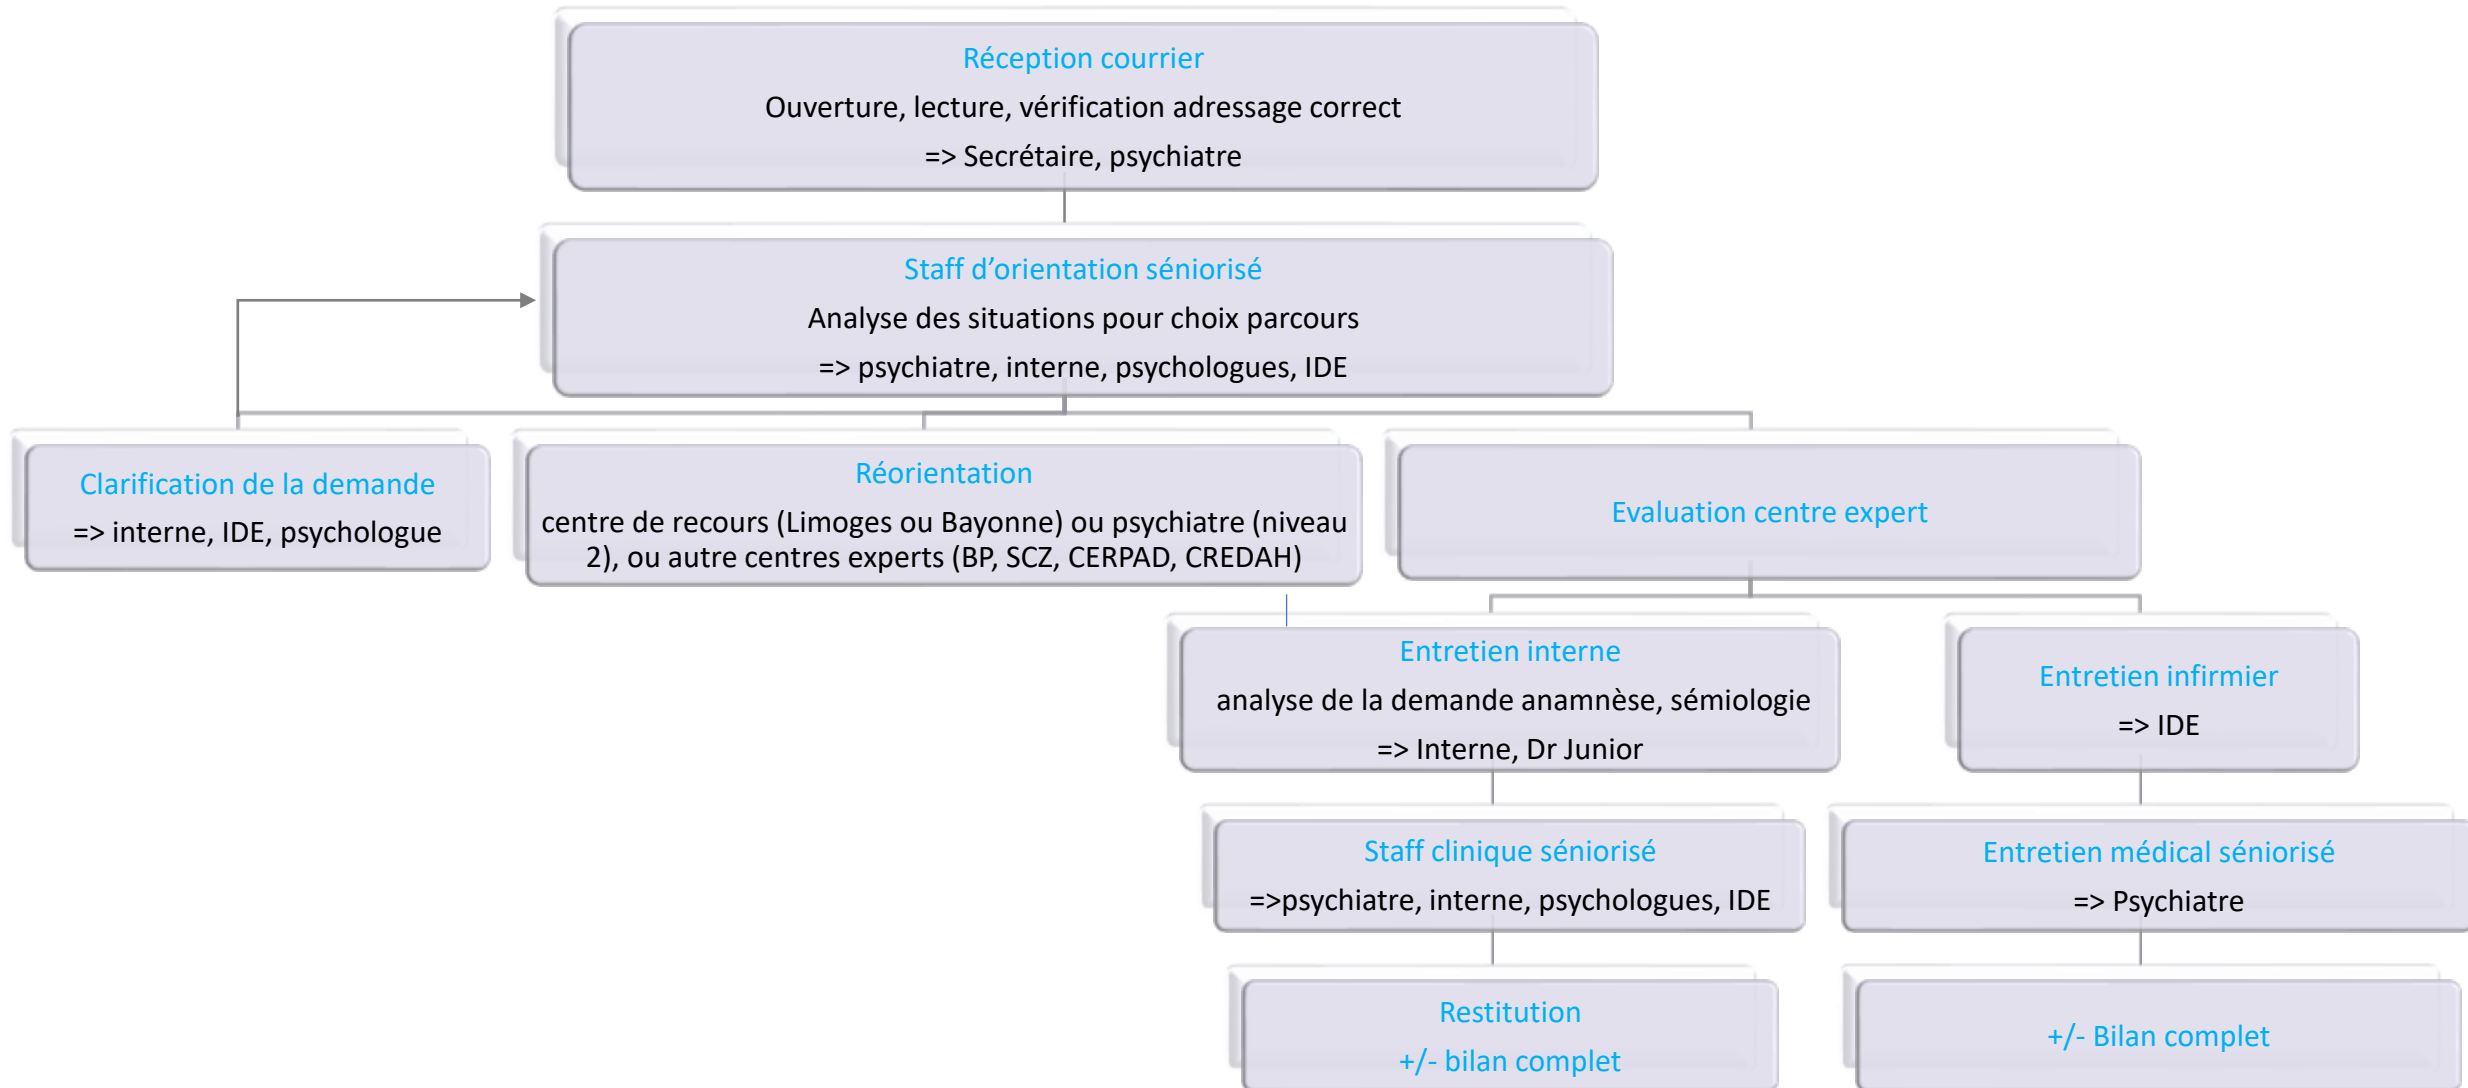 Réception courrier
Ouverture, lecture, vérification adressage correct
=> Secrétaire, psychiatre
Staff d’orientation séniorisé
Analyse des situations pour choix parcours
=> psychiatre, interne, psychologues, IDE
Clarification de la demande
=> interne, IDE, psychologue
Réorientation
centre de recours (Limoges ou Bayonne) ou psychiatre (niveau
2), ou autre centres experts (BP, SCZ, CERPAD, CREDAH)
Evaluation centre expert
Entretien interne
analyse de la demande anamnèse, sémiologie
=> Interne, Dr Junior
Entretien infirmier
=> IDE
Staff clinique séniorisé
=>psychiatre, interne, psychologues, IDE
Entretien médical séniorisé
=> Psychiatre
Restitution
+/- bilan complet
+/- Bilan complet